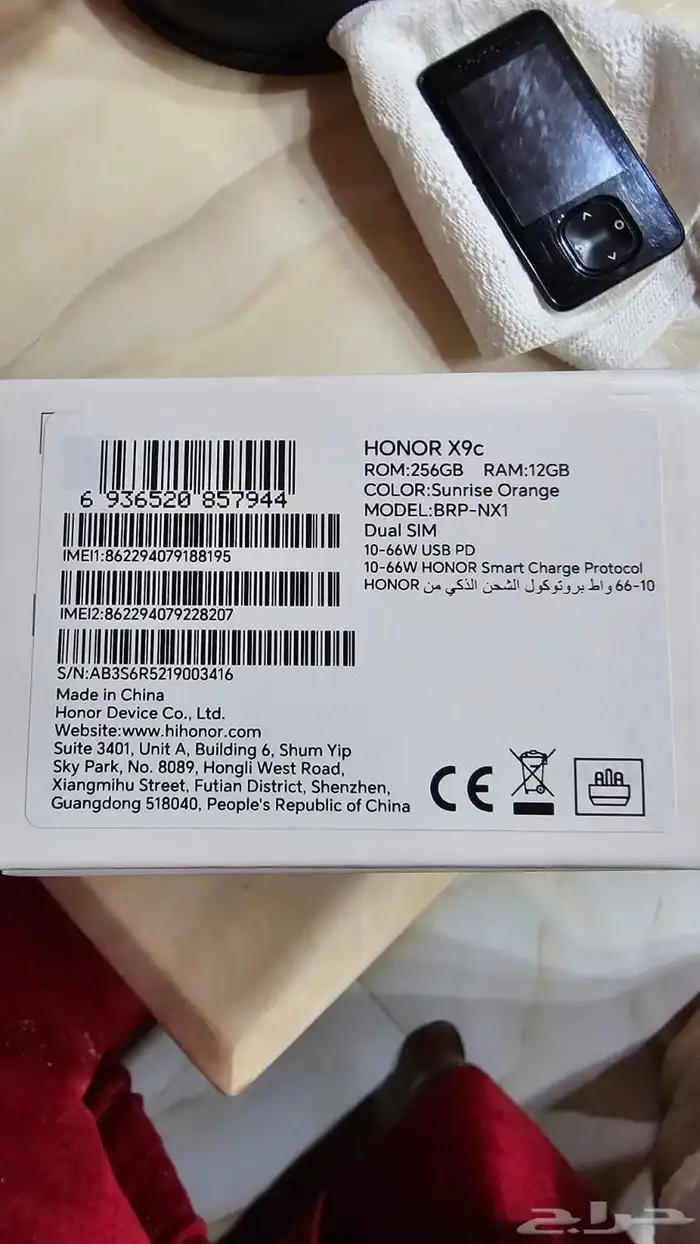 6 936520 857944
IMEI1:862294079188195
IMEI2:862294079228207
S/N:AB3S6R5219003416
Made in China
Honor Device Co., Ltd.
Website:www.hihonor.com
Suite 3401, Unit A, Building 6, Shum Yip
Sky Park, No. 8089, Hongli West Road,
Xiangmihu Street, Futian District, Shenzhen,
Guangdong 518040, People's Republic of China
HONOR X9c
ROM:256GB RAM:12GB
COLOR:Sunrise Orange
MODEL:BRP-NX1
Dual SIM
10-66W USB PD
10-66W HONOR Smart Charge Protocol
10-66 واط بروتوكول الشحن الذكي من HONOR
CE
حراج